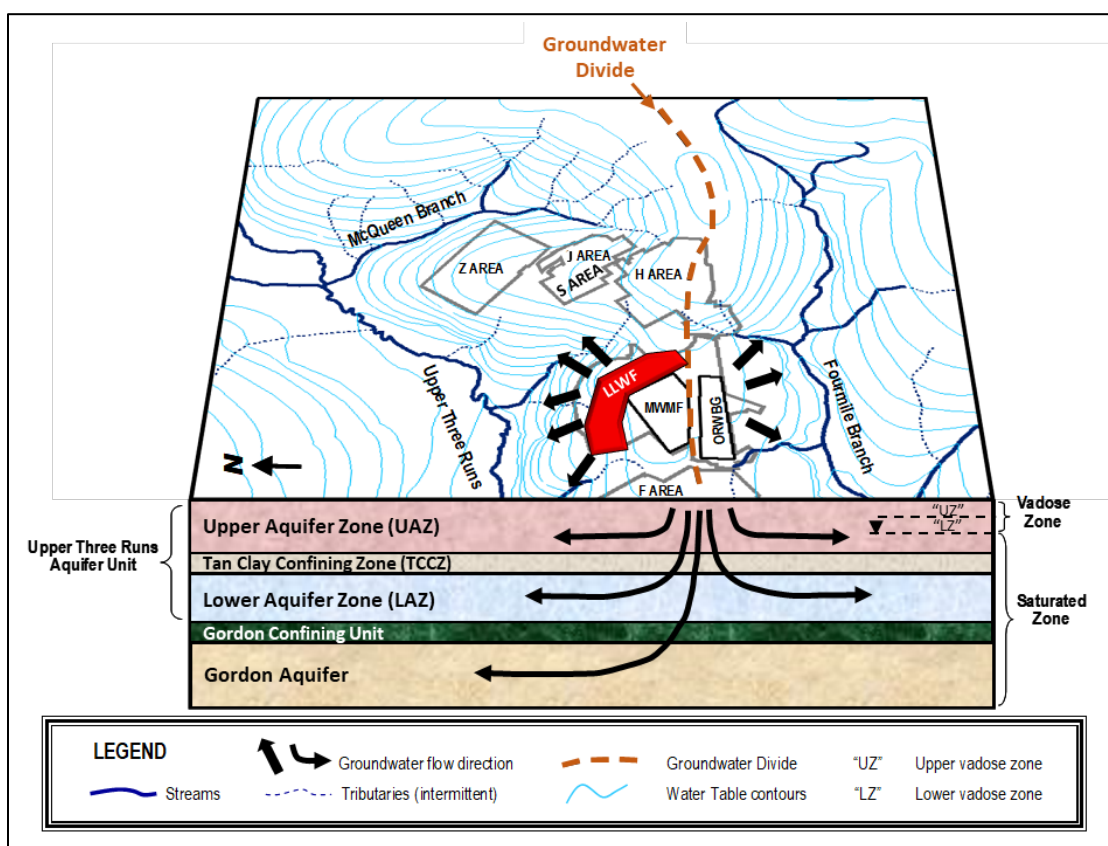 Groundwater
Divide
McQueen Branch
Z AREA
J AREA
S AREA
H AREA
Upper Three Runs
LLWF
MWMF
ORWBG
Fourmile Branch
N
F AREA
Upper Three Runs
Aquifer Unit
Upper Aquifer Zone (UAZ)
Tan Clay Confining Zone (TCCZ)
Lower Aquifer Zone (LAZ)
Gordon Confining Unit
Gordon Aquifer
"UZ"
"LZ"
Vadose
Zone
Saturated
Zone
LEGEND
Groundwater flow direction
Groundwater Divide
"UZ" Upper vadose zone
Streams
Tributaries (intermittent)
Water Table contours
"LZ" Lower vadose zone